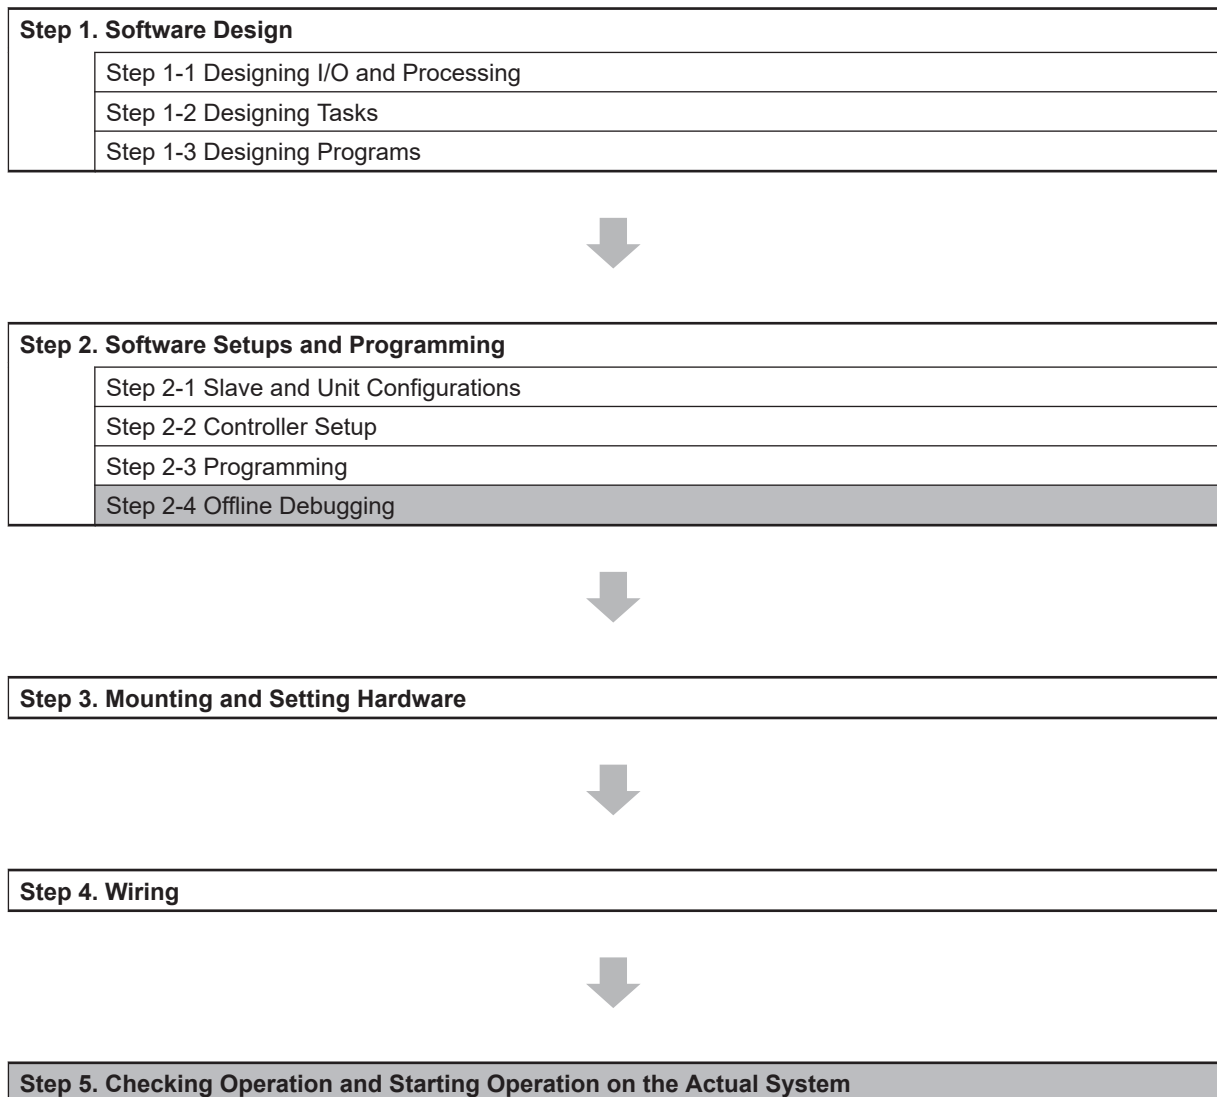 Step 1. Software Design
Step 1-1 Designing I/O and Processing
Step 1-2 Designing Tasks
Step 1-3 Designing Programs
Step 2. Software Setups and Programming
Step 2-1 Slave and Unit Configurations
Step 2-2 Controller Setup
Step 2-3 Programming
Step 2-4 Offline Debugging
Step 3. Mounting and Setting Hardware
Step 4. Wiring
Step 5. Checking Operation and Starting Operation on the Actual System